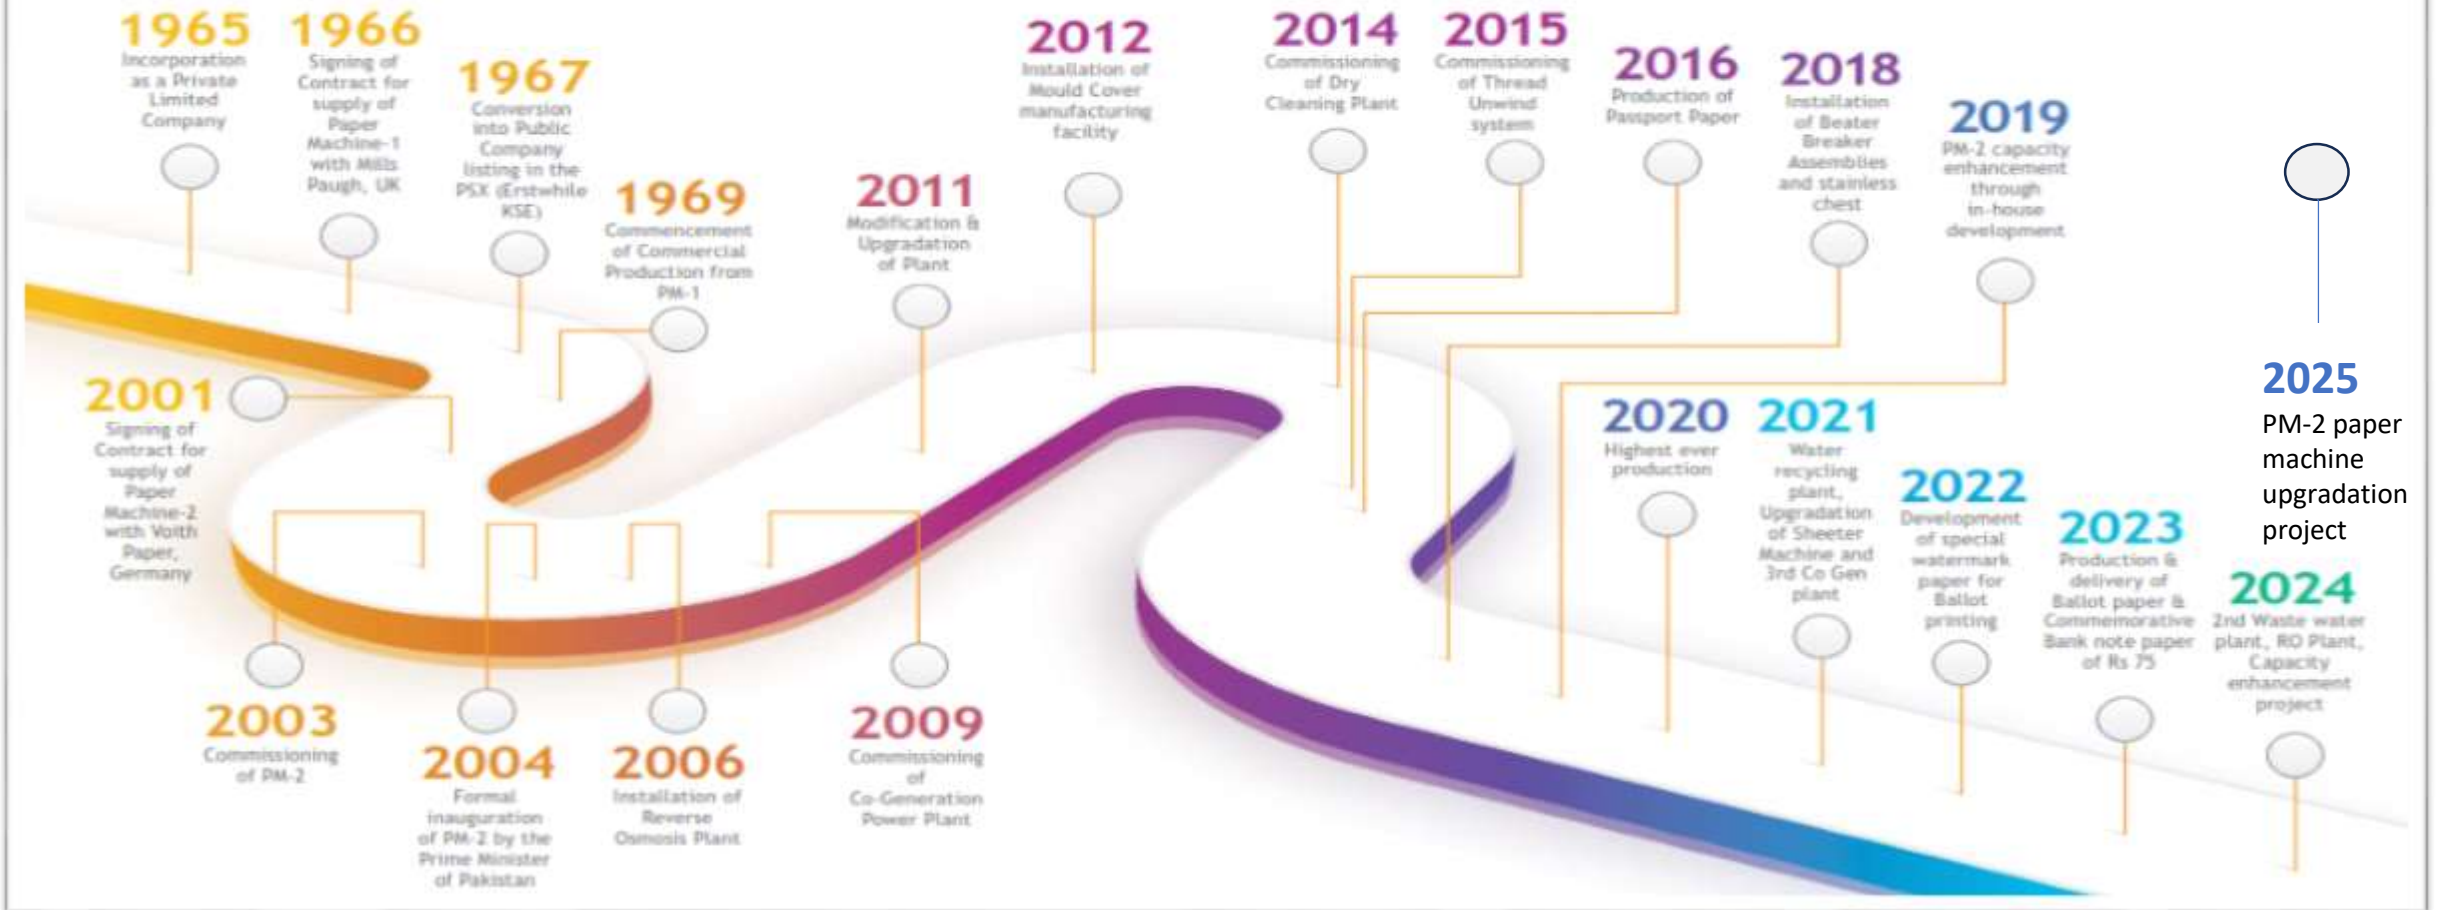 1965
Incorporation
as a Private
Limited
Company
1966
Signing of
Contract for
supply of
Paper
Machine-1
with Mills
Paugh, UK
1967
Conversion
into Public
Company
listing in the
PSX (Erstwhile
KSE)
1969
Commencement
of Commercial
Production from
PM-1
2001
Signing of
Contract for
supply of
Paper
Machine-2
with Voith
Paper,
Germany
2003
Commissioning
of PM-2
2004
Formal
inauguration
of PM-2 by the
Prime Minister
of Pakistan
2006
Installation of
Reverse
Osmosis Plant
2009
Commissioning
of
Co-Generation
Power Plant
2011
Modification &
Upgradation
of Plant
2012
Installation of
Mould Cover
manufacturing
facility
2014
Commissioning
of Dry
Cleaning Plant
2015
Commissioning
of Thread
Unwind
system
2016
Production of
Passport Paper
2018
Installation
of Beater
Breaker
Assemblies
and stainless
chest
2019
PM-2 capacity
enhancement
through
in-house
development
2020
Highest ever
production
2021
Water
recycling
plant,
Upgradation
of Sheeter
Machine and
3rd Co Gen
plant
2022
Development
of special
watermark
paper for
Ballot
printing
2023
Production &
delivery of
Ballot paper &
Commemorative
Bank note paper
of Rs 75
2024
2nd Waste water
plant, RO Plant,
Capacity
enhancement
project
2025
PM-2 paper
machine
upgradation
project